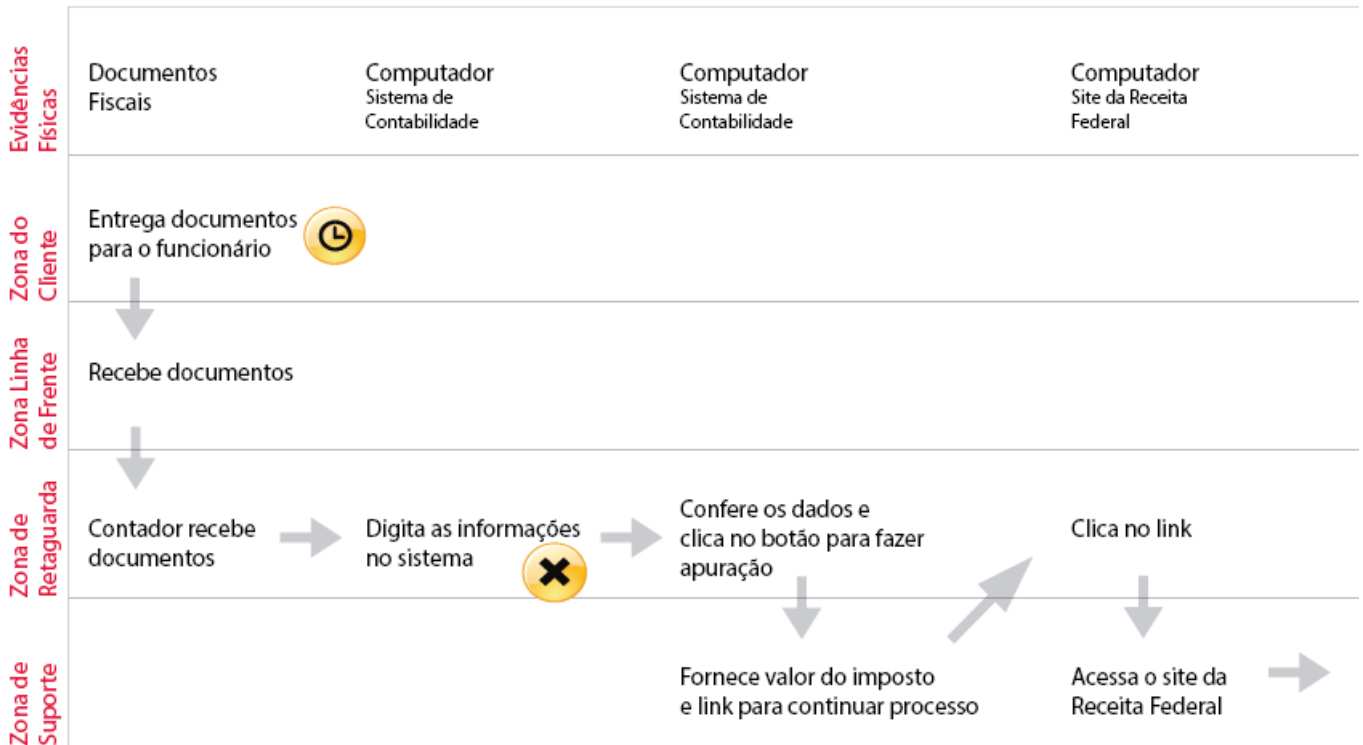 Evidências
Físicas
Documentos
Fiscais
Computador
Sistema de
Contabilidade
Computador
Sistema de
Contabilidade
Computador
Site da Receita
Federal
Zona do
Cliente
Entrega documentos
para o funcionário
Zona Linha
de Frente
Recebe documentos
Zona de
Retaguarda
Contador recebe
documentos
Digita as informações
no sistema
Confere os dados e
clica no botão para fazer
apuração
Clica no link
Zona de
Suporte
Fornece valor do imposto
e link para continuar processo
Acessa o site da
Receita Federal